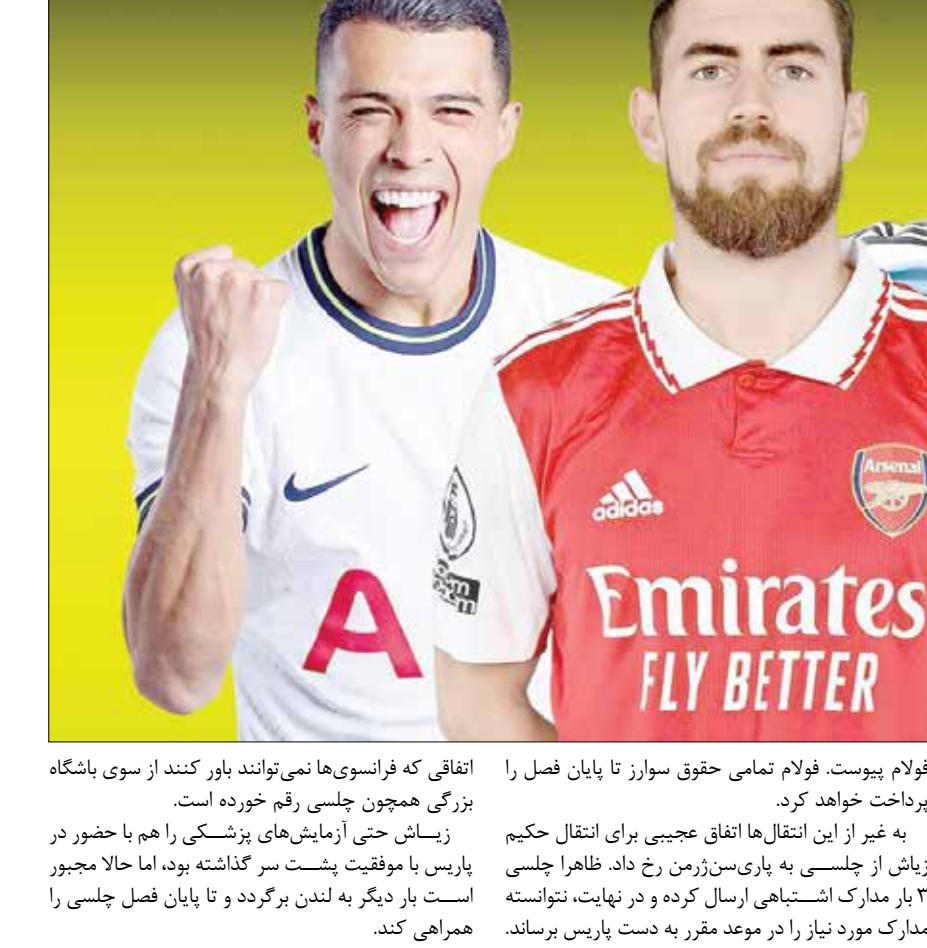 Arsenal
adidas
Emirates
FLY BETTER
A
فولام پیوست. فولام تمامی حقوق سوارز تا پایان فصل را
پرداخت خواهد کرد.
به غیر از این انتقال‌ها اتفاق عجیبی برای انتقال حکیم
زیاش از چلسی به پاری‌سن‌ژرمن رخ داد. ظاهرا چلسی
۳ بار مدارک اشتباهی ارسال کرده و در نهایت، نتوانسته
مدارک مورد نیاز را در موعد مقرر به دست پاریس برساند.
اتفاقی که فرانسوی‌ها نمی‌توانند باور کنند از سوی باشگاه
بزرگی همچون چلسی رقم خورده است.
زیاش حتی آزمایش‌های پزشکی را هم با حضور در
پاریس با موفقیت پشت سر گذاشته بود، اما حالا مجبور
است بار دیگر به لندن برگردد و تا پایان فصل چلسی را
همراهی کند.